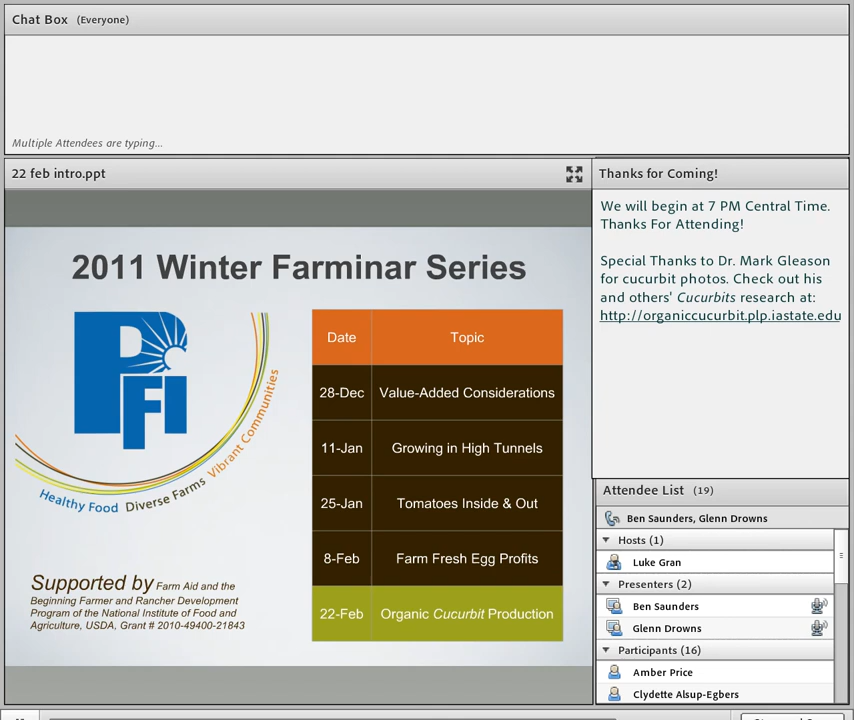 Chat Box (Everyone)
Multiple Attendees are typing...
22 feb intro.ppt
2011 Winter Farminar Series
PFI
Healthy Food Diverse Farms Vibrant Communities
Supported by Farm Aid and the
Beginning Farmer and Rancher Development
Program of the National Institute of Food and
Agriculture, USDA, Grant # 2010-49400-21843
Date Topic
28-Dec Value-Added Considerations
11-Jan Growing in High Tunnels
25-Jan Tomatoes Inside & Out
8-Feb Farm Fresh Egg Profits
22-Feb Organic Cucurbit Production
Thanks for Coming!
We will begin at 7 PM Central Time.
Thanks For Attending!
Special Thanks to Dr. Mark Gleason
for cucurbit photos. Check out his
and others' Cucurbits research at:
http://organiccucurbit.plp.iastate.edu
Attendee List (19)
Ben Saunders, Glenn Drowns
Hosts (1)
Luke Gran
Presenters (2)
Ben Saunders
Glenn Drowns
Participants (16)
Amber Price
Clydette Alsup-Egbers